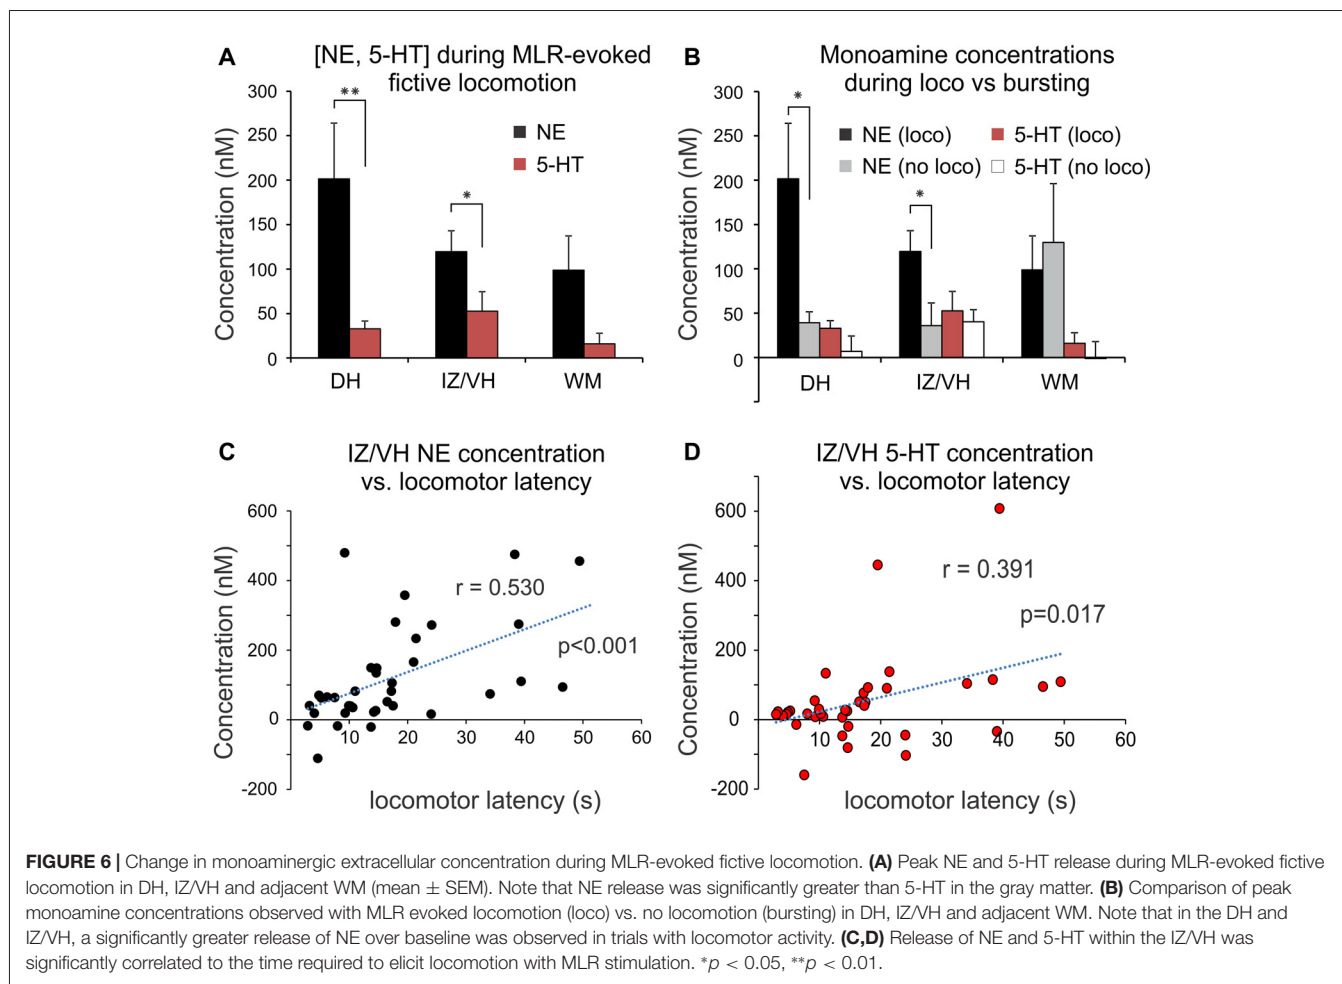 A
[NE, 5-HT] during MLR-evoked
fictive locomotion
300
250
200
150
100
50
0
Concentration (nM)
**
*
NE
5-HT
DH
IZ/VH
WM
B
Monoamine concentrations
during loco vs bursting
300
250
200
150
100
50
0
Concentration (nM)
*
*
NE (loco)
5-HT (loco)
NE (no loco)
5-HT (no loco)
DH
IZ/VH
WM
C
IZ/VH NE concentration
vs. locomotor latency
600
400
200
0
-200
Concentration (nM)
r = 0.530
p<0.001
10 20 30 40 50 60
locomotor latency (s)
D
IZ/VH 5-HT concentration
vs. locomotor latency
600
400
200
0
-200
Concentration (nM)
r = 0.391
p=0.017
10 20 30 40 50 60
locomotor latency (s)
FIGURE 6 | Change in monoaminergic extracellular concentration during MLR-evoked fictive locomotion. (A) Peak NE and 5-HT release during MLR-evoked fictive
locomotion in DH, IZ/VH and adjacent WM (mean ± SEM). Note that NE release was significantly greater than 5-HT in the gray matter. (B) Comparison of peak
monoamine concentrations observed with MLR evoked locomotion (loco) vs. no locomotion (bursting) in DH, IZ/VH and adjacent WM. Note that in the DH and
IZ/VH, a significantly greater release of NE over baseline was observed in trials with locomotor activity. (C,D) Release of NE and 5-HT within the IZ/VH was
significantly correlated to the time required to elicit locomotion with MLR stimulation. *p < 0.05, **p < 0.01.